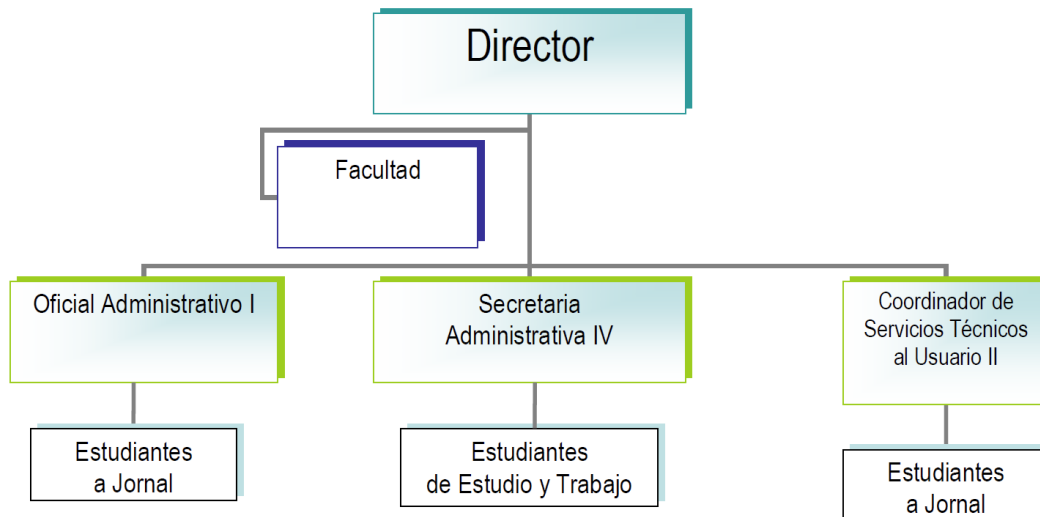 Director
Facultad
Oficial Administrativo I
Secretaria
Administrativa IV
Coordinador de
Servicios Técnicos
al Usuario II
Estudiantes
a Jornal
Estudiantes
de Estudio y Trabajo
Estudiantes
a Jornal